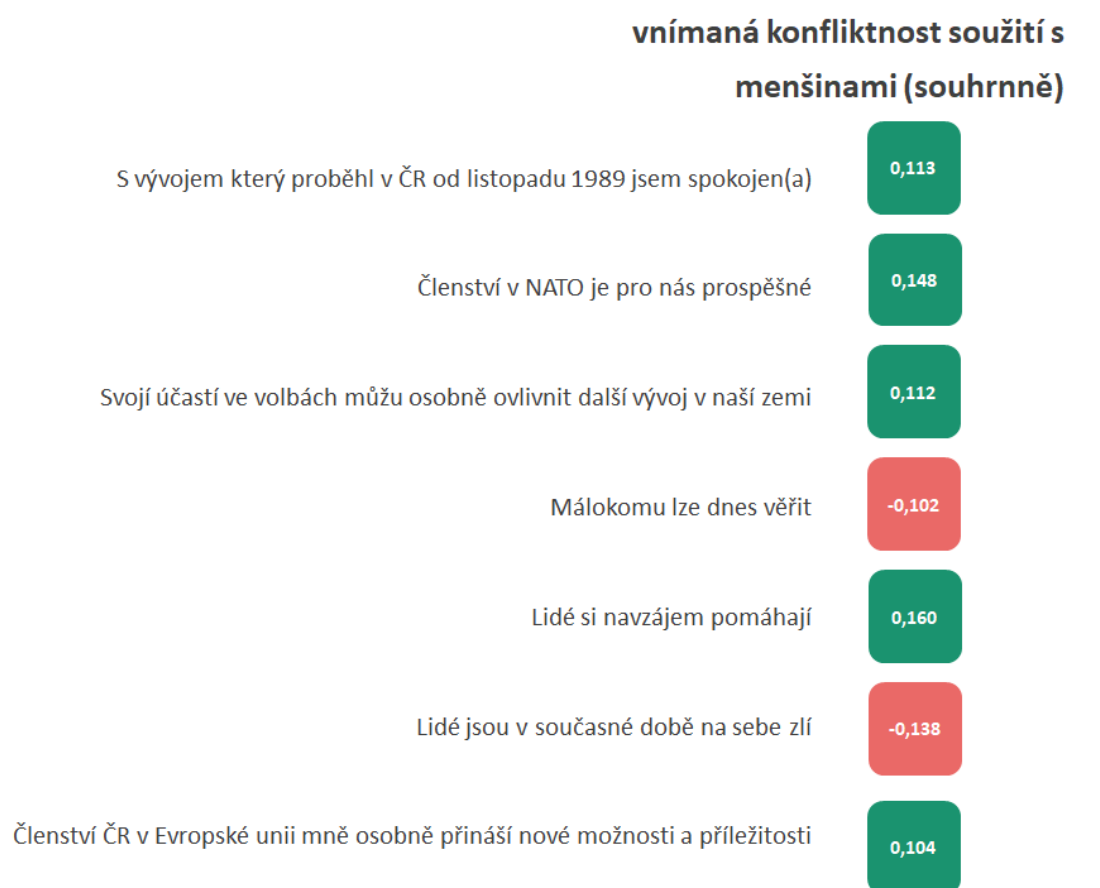 vnímaná konfliktnost soužití s
menšinami (souhrnně)
S vývojem který proběhl v ČR od listopadu 1989 jsem spokojen(a)
0,113
Členství v NATO je pro nás prospěšné
0,148
Svojí účastí ve volbách můžu osobně ovlivnit další vývoj v naší zemi
0,112
Málokomu lze dnes věřit
-0,102
Lidé si navzájem pomáhají
0,160
Lidé jsou v současné době na sebe zlí
-0,138
Členství ČR v Evropské unii mně osobně přináší nové možnosti a příležitosti
0,104